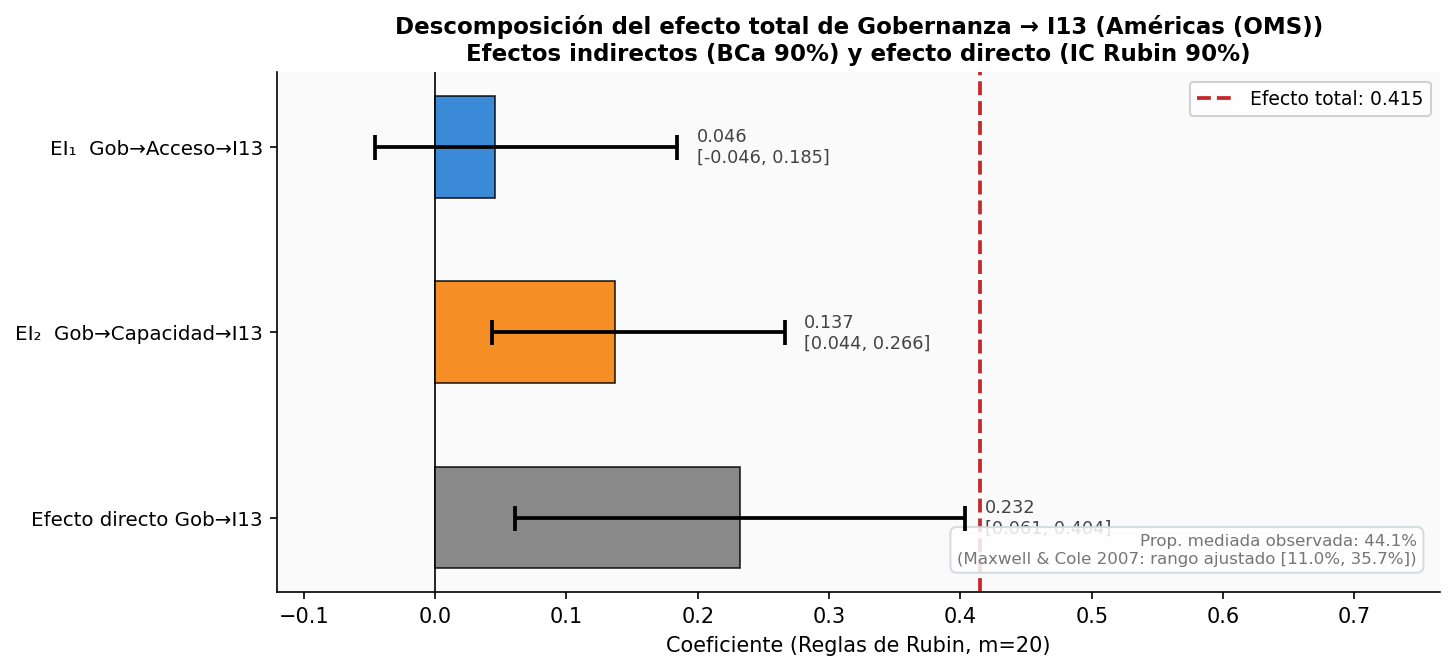 Descomposición del efecto total de Gobernanza → I13 (Américas (OMS))
Efectos indirectos (BCa 90%) y efecto directo (IC Rubin 90%)
Efecto total: 0.415
EI₁ Gob→Acceso→I13
0.046
[-0.046, 0.185]
EI₂ Gob→Capacidad→I13
0.137
[0.044, 0.266]
Efecto directo Gob→I13
0.232
[0.061, 0.404]
Prop. mediada observada: 44.1%
(Maxwell & Cole 2007: rango ajustado [11.0%, 35.7%])
−0.1 0.0 0.1 0.2 0.3 0.4 0.5 0.6 0.7
Coeficiente (Reglas de Rubin, m=20)